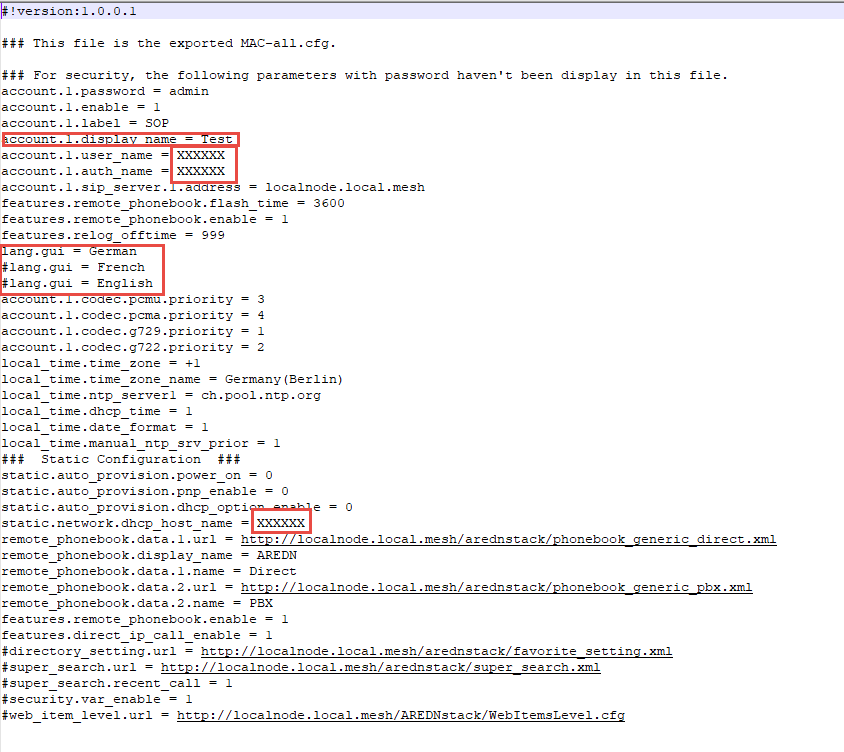 #!version:1.0.0.1
### This file is the exported MAC-all.cfg.
### For security, the following parameters with password haven't been display in this file.
account.1.password = admin
account.1.enable = 1
account.1.label = SOP
account.1.display_name = Test
account.1.user_name = XXXXXX
account.1.auth_name = XXXXXX
account.1.sip_server.1.address = localnode.local.mesh
features.remote_phonebook.flash_time = 3600
features.remote_phonebook.enable = 1
features.relog_offtime = 999
lang.gui = German
#lang.gui = French
#lang.gui = English
account.1.codec.pcmu.priority = 3
account.1.codec.pcma.priority = 4
account.1.codec.g729.priority = 1
account.1.codec.g722.priority = 2
local_time.time_zone = +1
local_time.time_zone_name = Germany(Berlin)
local_time.ntp_server1 = ch.pool.ntp.org
local_time.dhcp_time = 1
local_time.date_format = 1
local_time.manual_ntp_srv_prior = 1
###  Static Configuration  ###
static.auto_provision.power_on = 0
static.auto_provision.pnp_enable = 0
static.auto_provision.dhcp_option_enable = 0
static.network.dhcp_host_name = XXXXXX
remote_phonebook.data.1.url = http://localnode.local.mesh/arednstack/phonebook_generic_direct.xml
remote_phonebook.display_name = AREDN
remote_phonebook.data.1.name = Direct
remote_phonebook.data.2.url = http://localnode.local.mesh/arednstack/phonebook_generic_pbx.xml
remote_phonebook.data.2.name = PBX
features.remote_phonebook.enable = 1
features.direct_ip_call_enable = 1
#directory_setting.url = http://localnode.local.mesh/arednstack/favorite_setting.xml
#super_search.url = http://localnode.local.mesh/arednstack/super_search.xml
#super_search.recent_call = 1
#security.var_enable = 1
#web_item_level.url = http://localnode.local.mesh/AREDNstack/WebItemsLevel.cfg